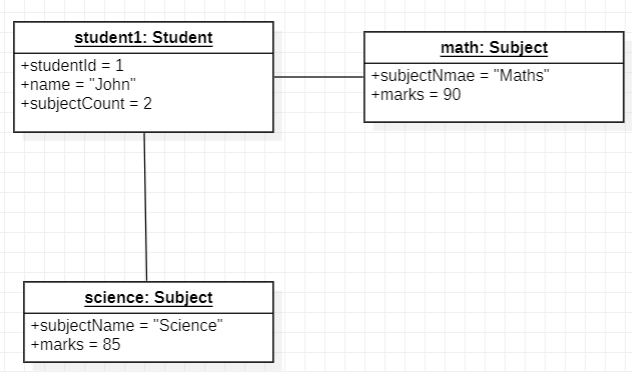 student1: Student
+studentId = 1
+name = "John"
+subjectCount = 2
math: Subject
+subjectNmae = "Maths"
+marks = 90
science: Subject
+subjectName = "Science"
+marks = 85